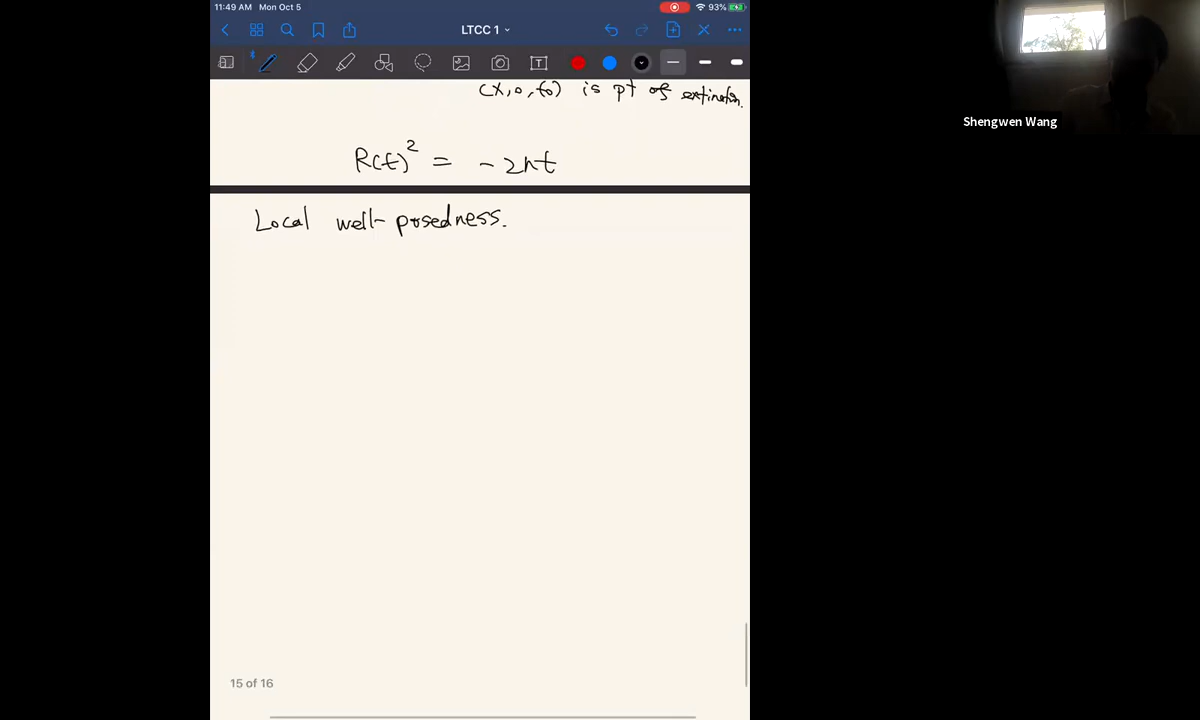 11:49 AM Mon Oct 5
93%
LTCC 1
T
(x,0,t0) is pt of extinction.
R(t)² = -2nt
Local well-posedness.
15 of 16
Shengwen Wang